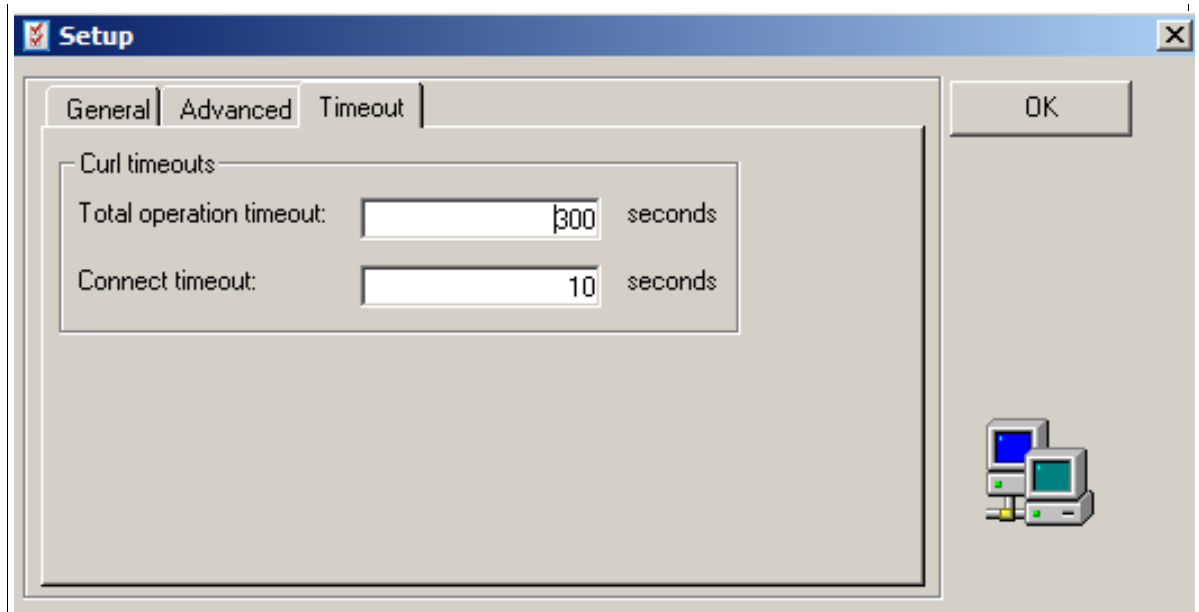 Setup
General Advanced Timeout
OK
Curl timeouts
Total operation timeout: 300 seconds
Connect timeout: 10 seconds